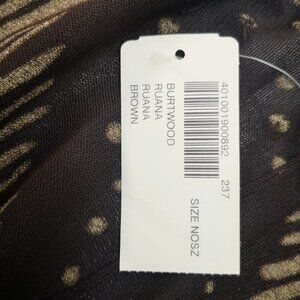 401001900892 237
SIZE NOSZ
BURTWOOD
RUANA
RUANA
BROWN